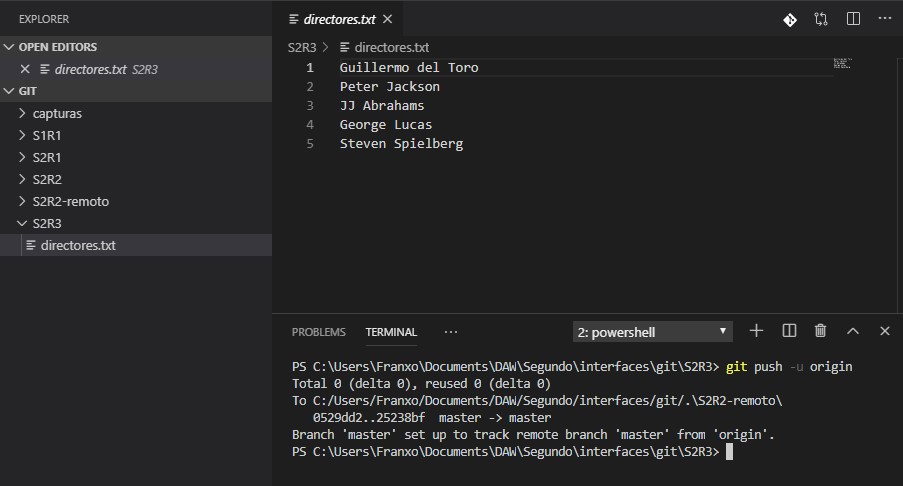 EXPLORER
OPEN EDITORS
directores.txt S2R3
GIT
capturas
S1R1
S2R1
S2R2
S2R2-remoto
S2R3
directores.txt
directores.txt
S2R3 > directores.txt
1 Guillermo del Toro
2 Peter Jackson
3 JJ Abrahams
4 George Lucas
5 Steven Spielberg
PROBLEMS TERMINAL ... 2: powershell
PS C:\Users\Franxo\Documents\DAW\Segundo\interfaces\git\S2R3> git push -u origin
Total 0 (delta 0), reused 0 (delta 0)
To C:/Users/Franxo/Documents/DAW/Segundo/interfaces/git/.\S2R2-remoto\
0529dd2..25238bf master -> master
Branch 'master' set up to track remote branch 'master' from 'origin'.
PS C:\Users\Franxo\Documents\DAW\Segundo\interfaces\git\S2R3>